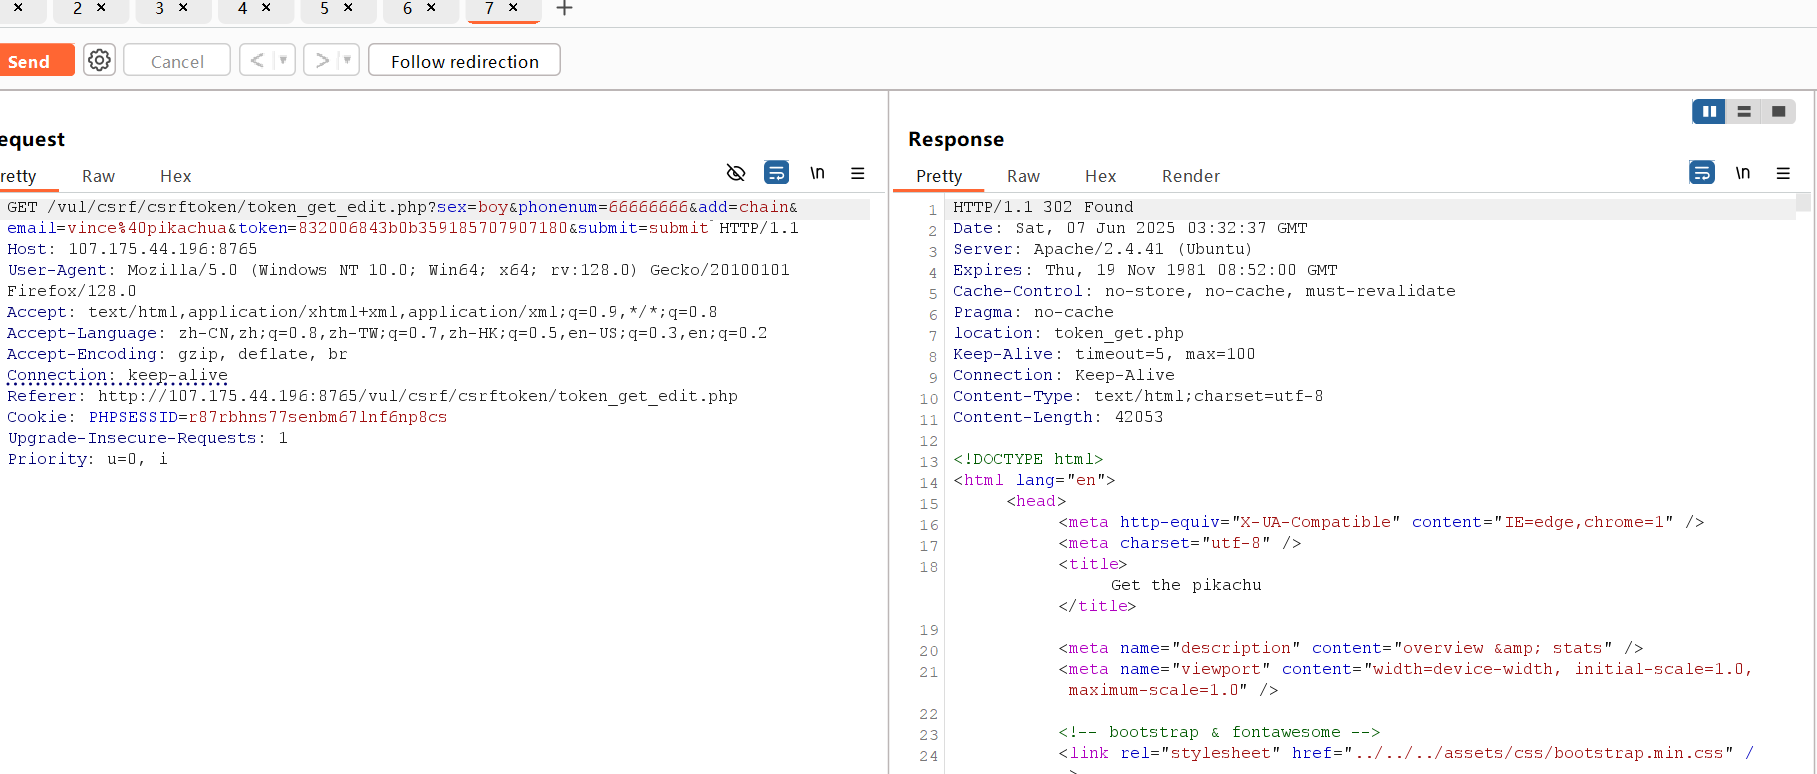 2 × 3 × 4 × 5 × 6 × 7 × +
Send Cancel < > Follow redirection
equest
retty Raw Hex \n
GET /vul/csrf/csrftoken/token_get_edit.php?sex=boy&phonenum=66666666&add=chain&
email=vince%40pikachua&token=832006843b0b359185707907180&submit=submit HTTP/1.1
Host: 107.175.44.196:8765
User-Agent: Mozilla/5.0 (Windows NT 10.0; Win64; x64; rv:128.0) Gecko/20100101
Firefox/128.0
Accept: text/html,application/xhtml+xml,application/xml;q=0.9,*/*;q=0.8
Accept-Language: zh-CN,zh;q=0.8,zh-TW;q=0.7,zh-HK;q=0.5,en-US;q=0.3,en;q=0.2
Accept-Encoding: gzip, deflate, br
Connection: keep-alive
Referer: http://107.175.44.196:8765/vul/csrf/csrftoken/token_get_edit.php
Cookie: PHPSESSID=r87rbhns77senbm67lnf6np8cs
Upgrade-Insecure-Requests: 1
Priority: u=0, i
Response
Pretty Raw Hex Render \n
1 HTTP/1.1 302 Found
2 Date: Sat, 07 Jun 2025 03:32:37 GMT
3 Server: Apache/2.4.41 (Ubuntu)
4 Expires: Thu, 19 Nov 1981 08:52:00 GMT
5 Cache-Control: no-store, no-cache, must-revalidate
6 Pragma: no-cache
7 location: token_get.php
8 Keep-Alive: timeout=5, max=100
9 Connection: Keep-Alive
10 Content-Type: text/html;charset=utf-8
11 Content-Length: 42053
12
13 <!DOCTYPE html>
14 <html lang="en">
15 <head>
16 <meta http-equiv="X-UA-Compatible" content="IE=edge,chrome=1" />
17 <meta charset="utf-8" />
18 <title>
Get the pikachu
</title>
19
20 <meta name="description" content="overview &amp; stats" />
21 <meta name="viewport" content="width=device-width, initial-scale=1.0,
maximum-scale=1.0" />
22
23 <!-- bootstrap & fontawesome -->
24 <link rel="stylesheet" href="../../../assets/css/bootstrap.min.css" /
>